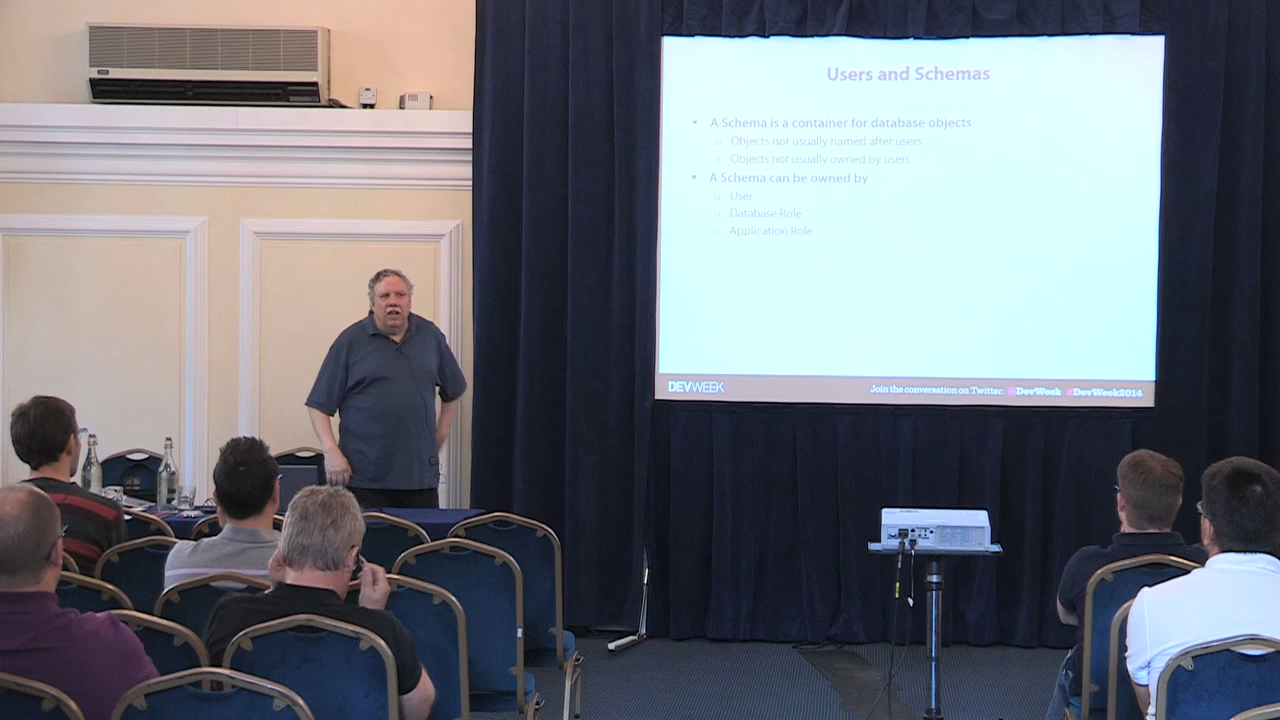 Users and Schemas
▪ A Schema is a container for database objects
o Objects not usually named after users
o Objects not usually owned by users
▪ A Schema can be owned by
o User
o Database Role
o Application Role
DEVWEEK
Join the conversation on Twitter: @DevWeek #DevWeek2014